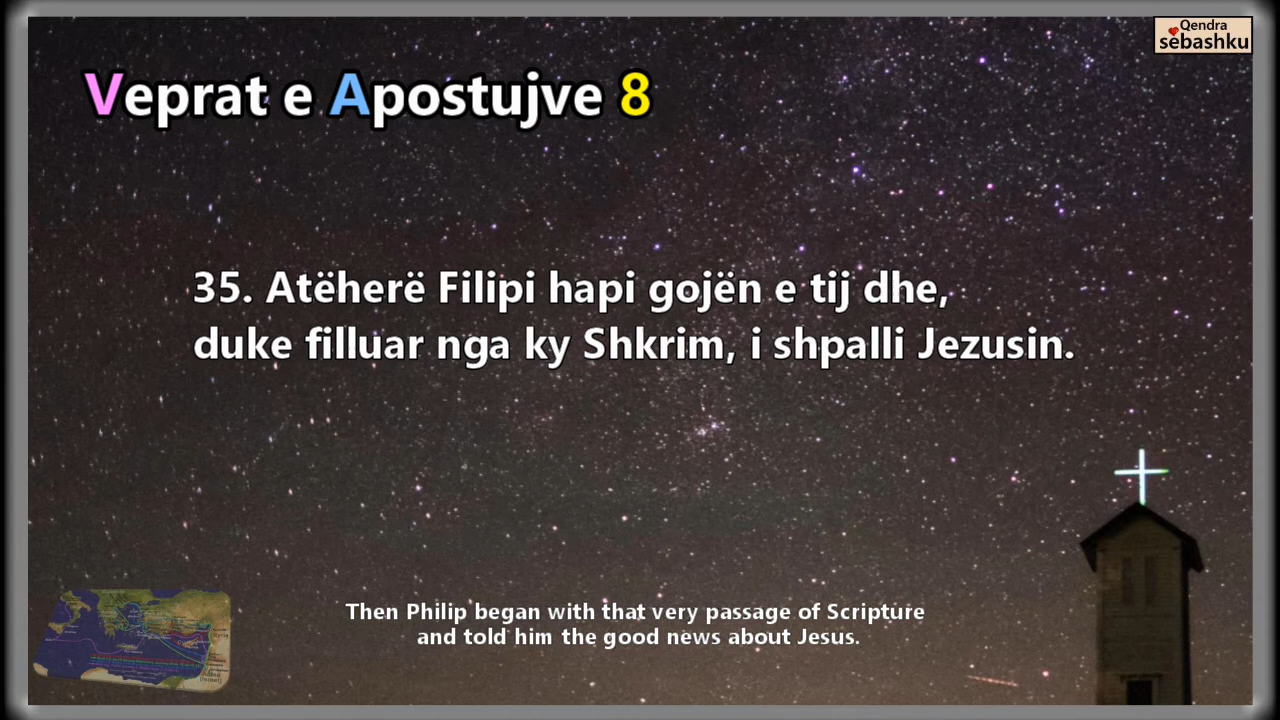 Qendra
sebashku
Veprat e Apostujve 8
35. Atëherë Filipi hapi gojën e tij dhe,
duke filluar nga ky Shkrim, i shpalli Jezusin.
Then Philip began with that very passage of Scripture
and told him the good news about Jesus.